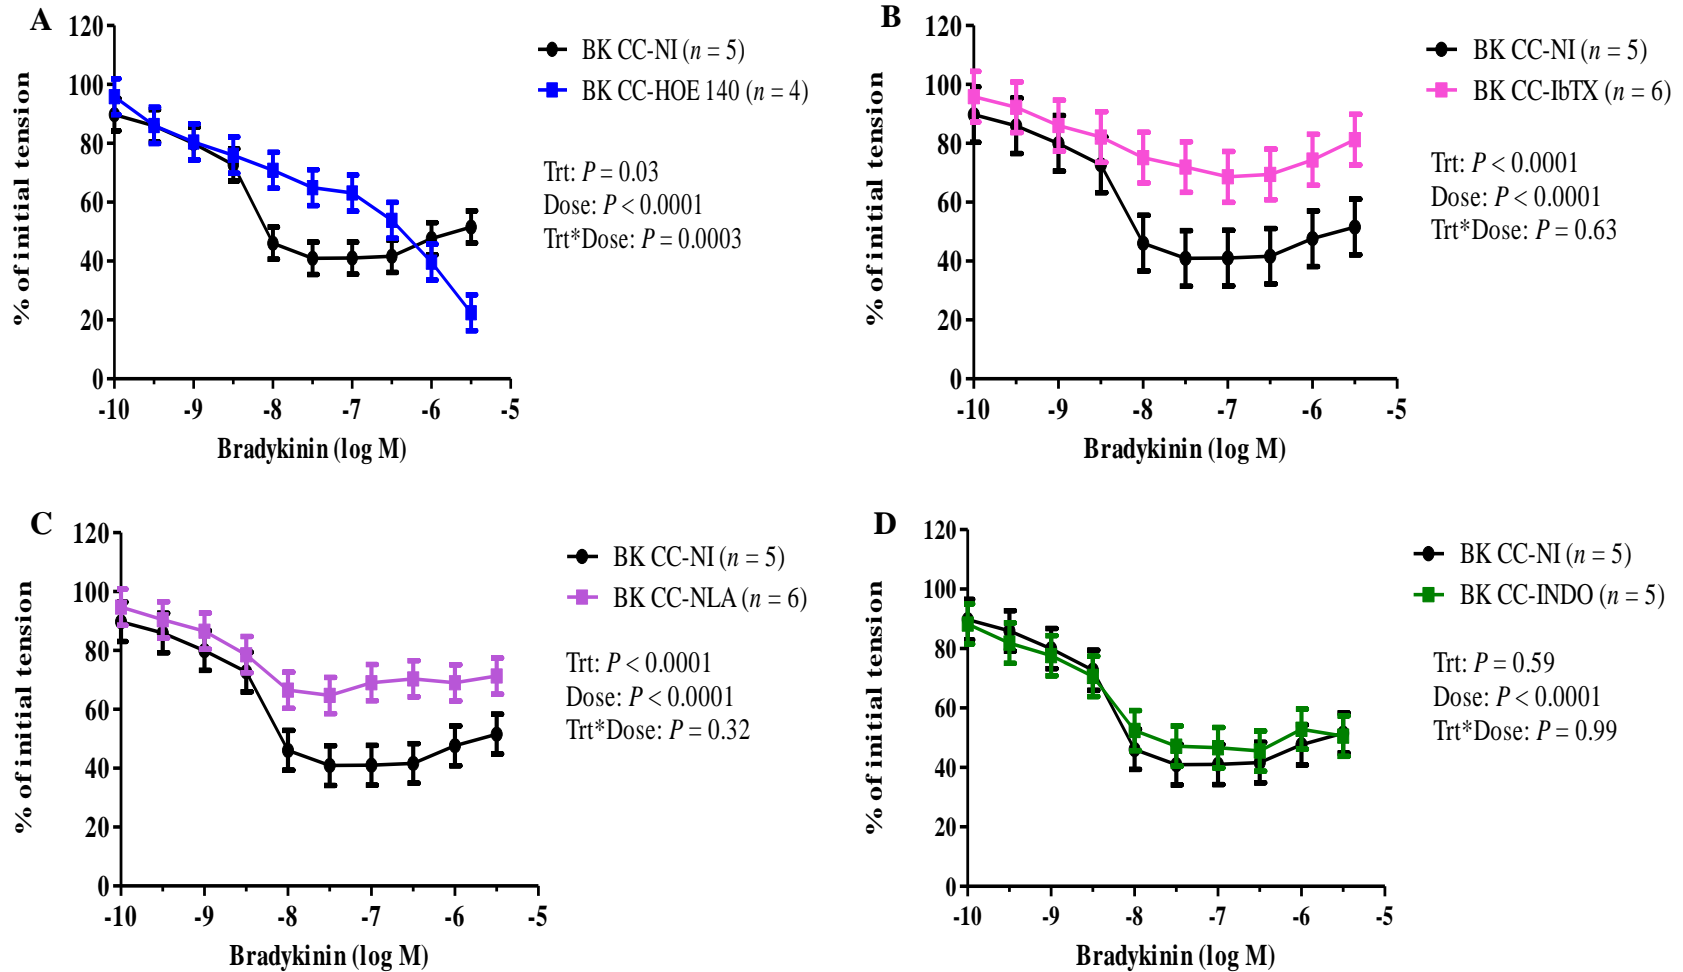 A
% of initial tension
120
100
80
60
40
20
0
-10 -9 -8 -7 -6 -5
Bradykinin (log M)
BK CC-NI (n = 5)
BK CC-HOE 140 (n = 4)
Trt: P = 0.03
Dose: P < 0.0001
Trt*Dose: P = 0.0003
B
% of initial tension
120
100
80
60
40
20
0
-10 -9 -8 -7 -6 -5
Bradykinin (log M)
BK CC-NI (n = 5)
BK CC-IbTX (n = 6)
Trt: P < 0.0001
Dose: P < 0.0001
Trt*Dose: P = 0.63
C
% of initial tension
120
100
80
60
40
20
0
-10 -9 -8 -7 -6 -5
Bradykinin (log M)
BK CC-NI (n = 5)
BK CC-NLA (n = 6)
Trt: P < 0.0001
Dose: P < 0.0001
Trt*Dose: P = 0.32
D
% of initial tension
120
100
80
60
40
20
0
-10 -9 -8 -7 -6 -5
Bradykinin (log M)
BK CC-NI (n = 5)
BK CC-INDO (n = 5)
Trt: P = 0.59
Dose: P < 0.0001
Trt*Dose: P = 0.99